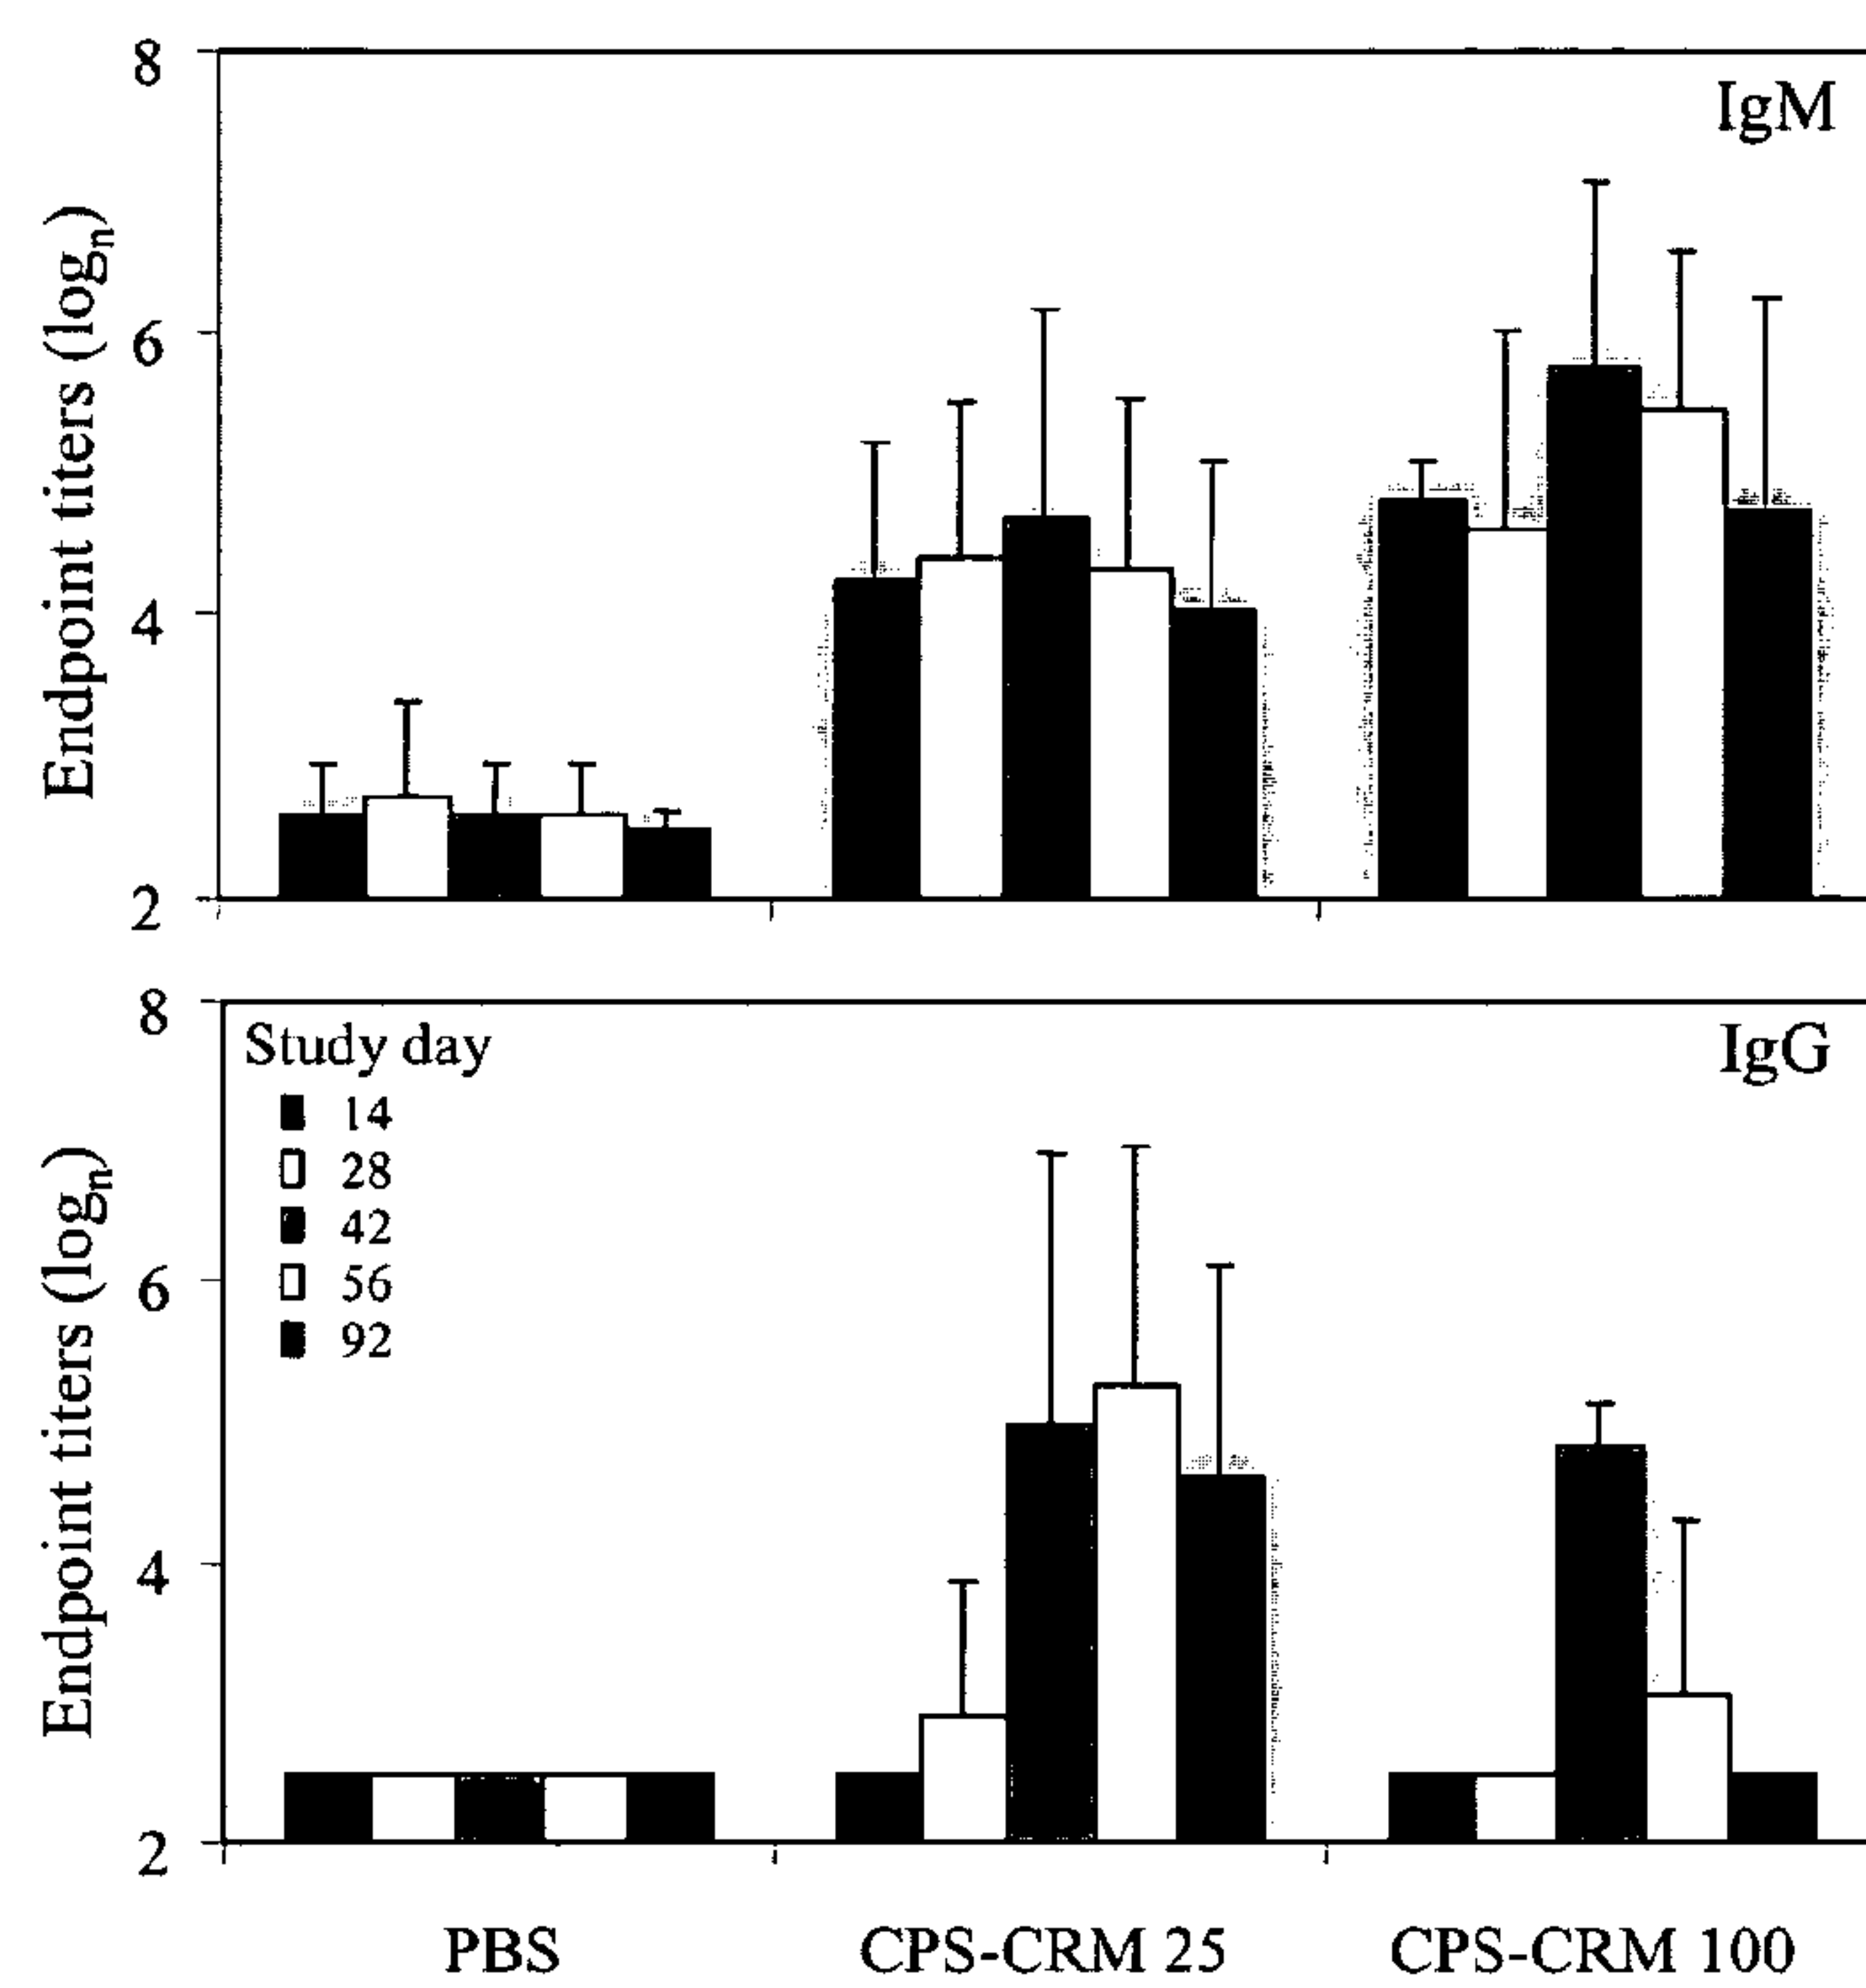 IgM
Endpoint titers (logn)
8
6
4
2
IgG
Endpoint titers (logn)
8
6
4
2
Study day
14
28
42
56
92
PBS CPS-CRM 25 CPS-CRM 100